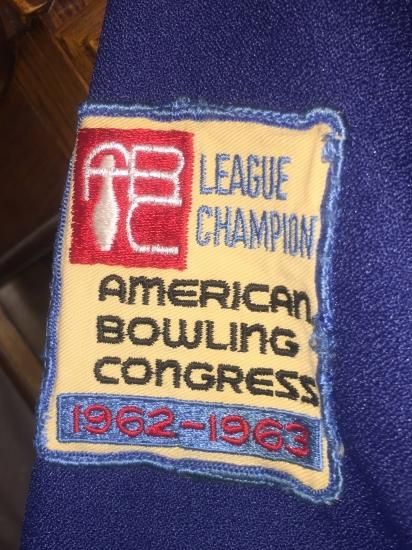 ABC
LEAGUE
CHAMPION
AMERICAN
BOWLING
CONGRESS
1962-1963